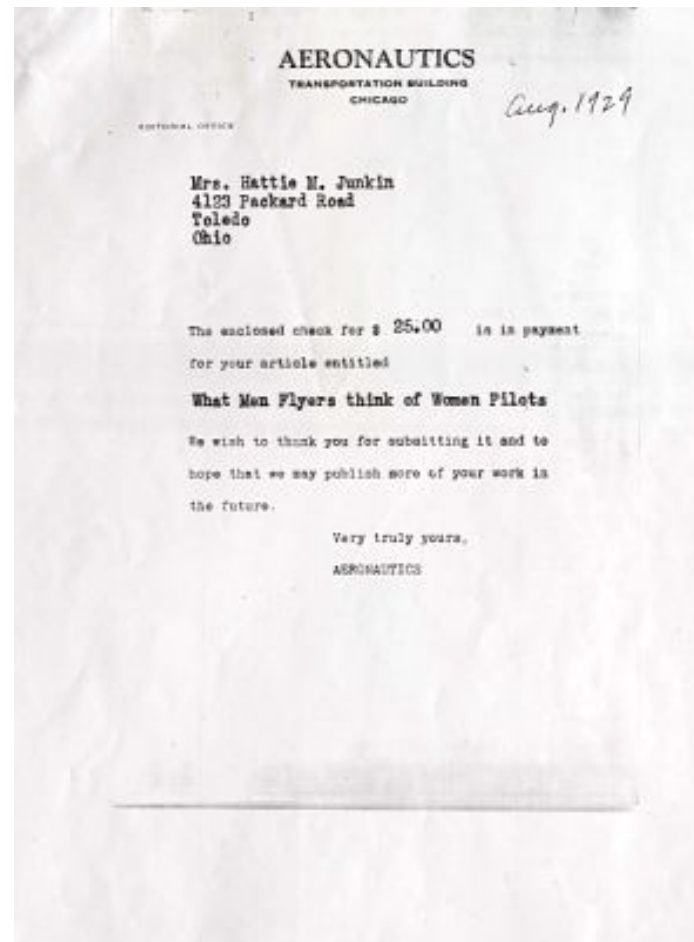 AERONAUTICS
TRANSPORTATION BUILDING
CHICAGO
Aug. 1929
EDITORIAL OFFICE
Mrs. Hattie M. Junkin
4123 Packard Road
Toledo
Ohio
The enclosed check for $ 25.00 is in payment
for your article entitled
What Men Flyers think of Women Pilots
We wish to thank you for submitting it and to
hope that we may publish more of your work in
the future.
Very truly yours,
AERONAUTICS